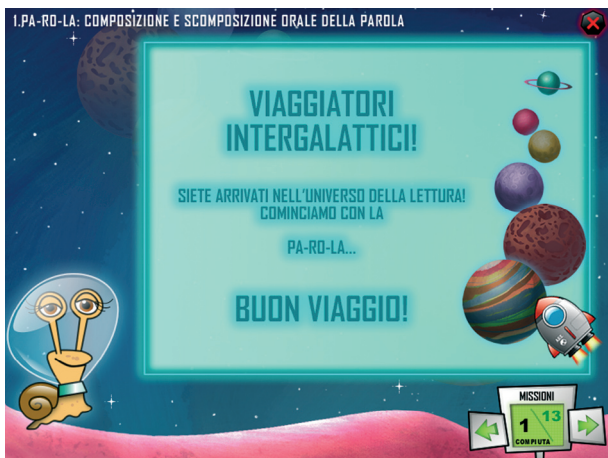 1.PA-RO-LA: COMPOSIZIONE E SCOMPOSIZIONE ORALE DELLA PAROLA
VIAGGIATORI
INTERGALATTICI!
SIETE ARRIVATI NELL'UNIVERSO DELLA LETTURA!
COMINCIAMO CON LA
PA-RO-LA...
BUON VIAGGIO!
MISSIONI
1 13
COMPIUTA